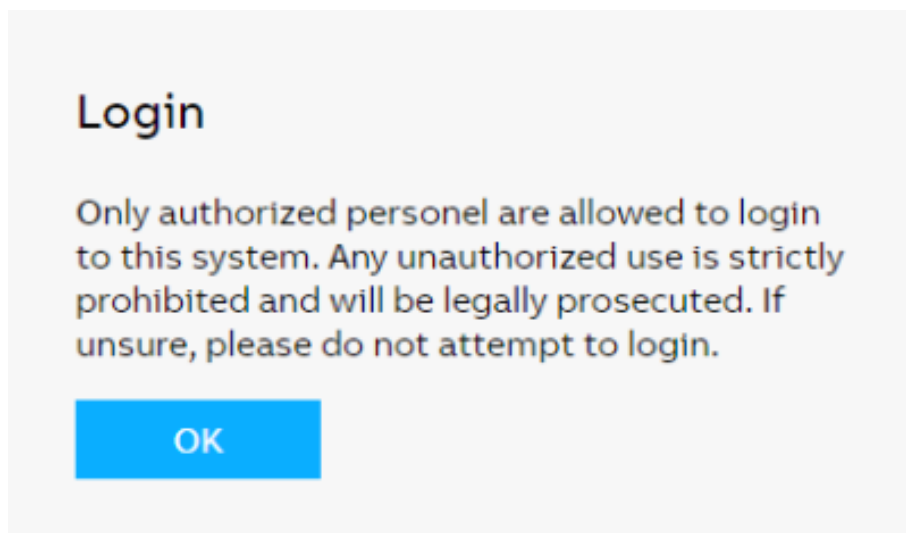 Login
Only authorized personel are allowed to login
to this system. Any unauthorized use is strictly
prohibited and will be legally prosecuted. If
unsure, please do not attempt to login.
OK